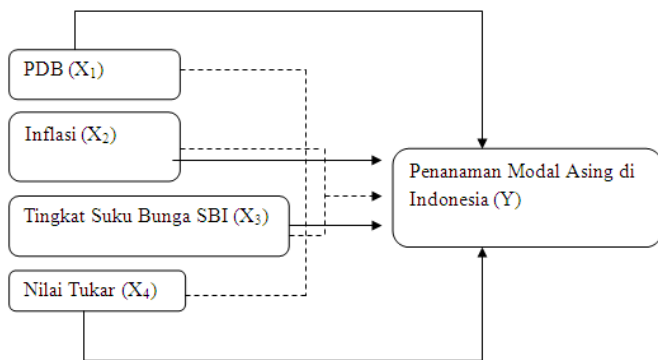 PDB (X₁)
Inflasi (X₂)
Tingkat Suku Bunga SBI (X₃)
Nilai Tukar (X₄)
Penanaman Modal Asing di
Indonesia (Y)